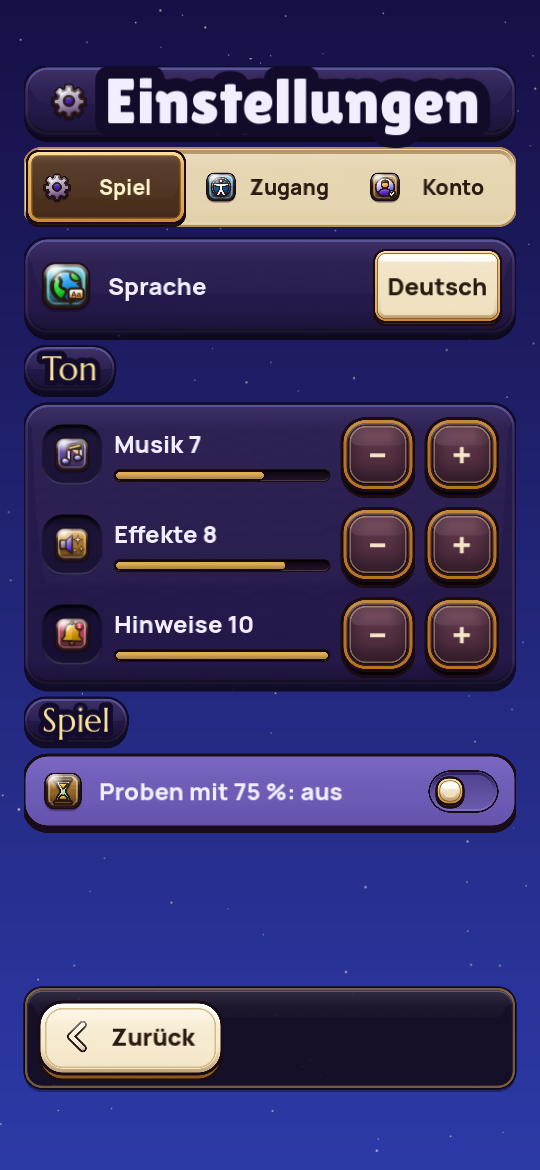 Einstellungen
Spiel Zugang Konto
Sprache Deutsch
Ton
Musik 7 − +
Effekte 8 − +
Hinweise 10 − +
Spiel
Proben mit 75 %: aus
Zurück